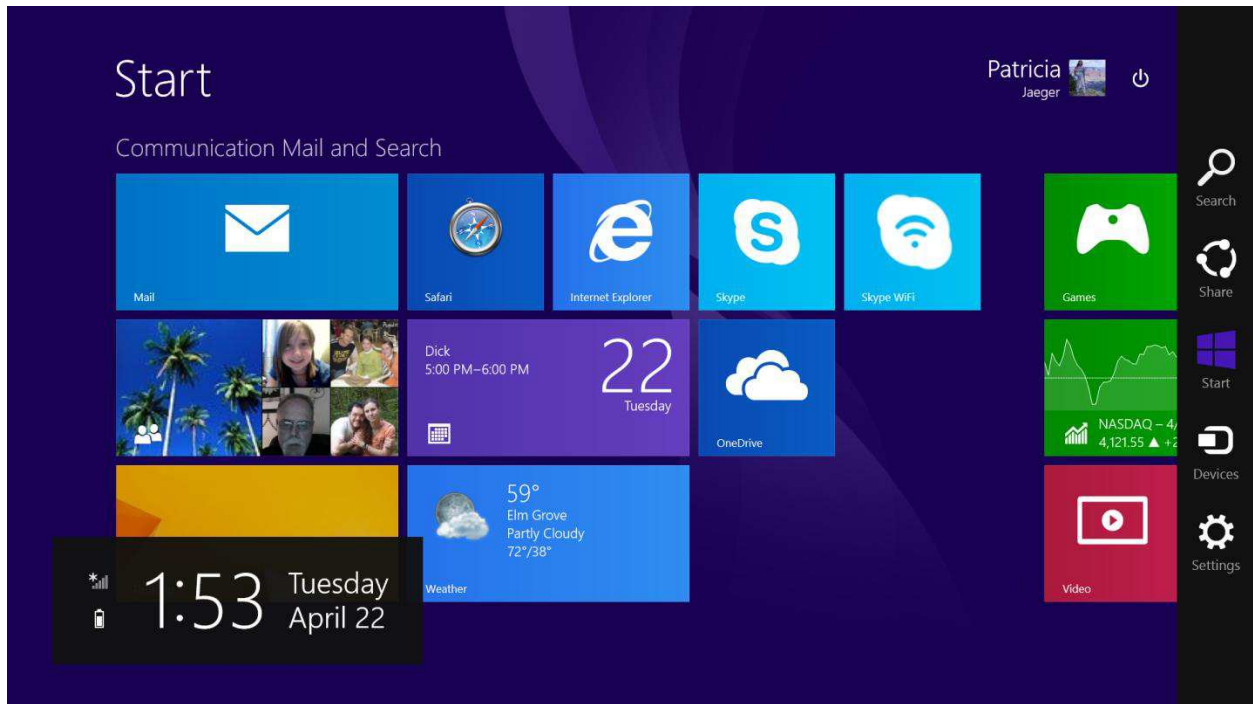 Start
Patricia
Jaeger
Communication Mail and Search
Search
Share
Start
Devices
Settings
Mail
Safari
Internet Explorer
Skype
Skype WiFi
Games
Dick
5:00 PM–6:00 PM
22
Tuesday
OneDrive
NASDAQ – 4/
4,121.55 ▲ +2
59°
Elm Grove
Partly Cloudy
72°/38°
Weather
Video
1:53
Tuesday
April 22